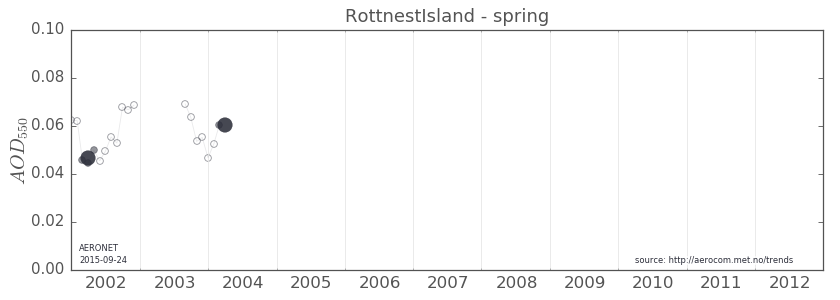 RottnestIsland - spring
0.10
0.08
0.06
0.04
0.02
0.00
AOD550
AERONET
2015-09-24
source: http://aerocom.met.no/trends
2002 2003 2004 2005 2006 2007 2008 2009 2010 2011 2012